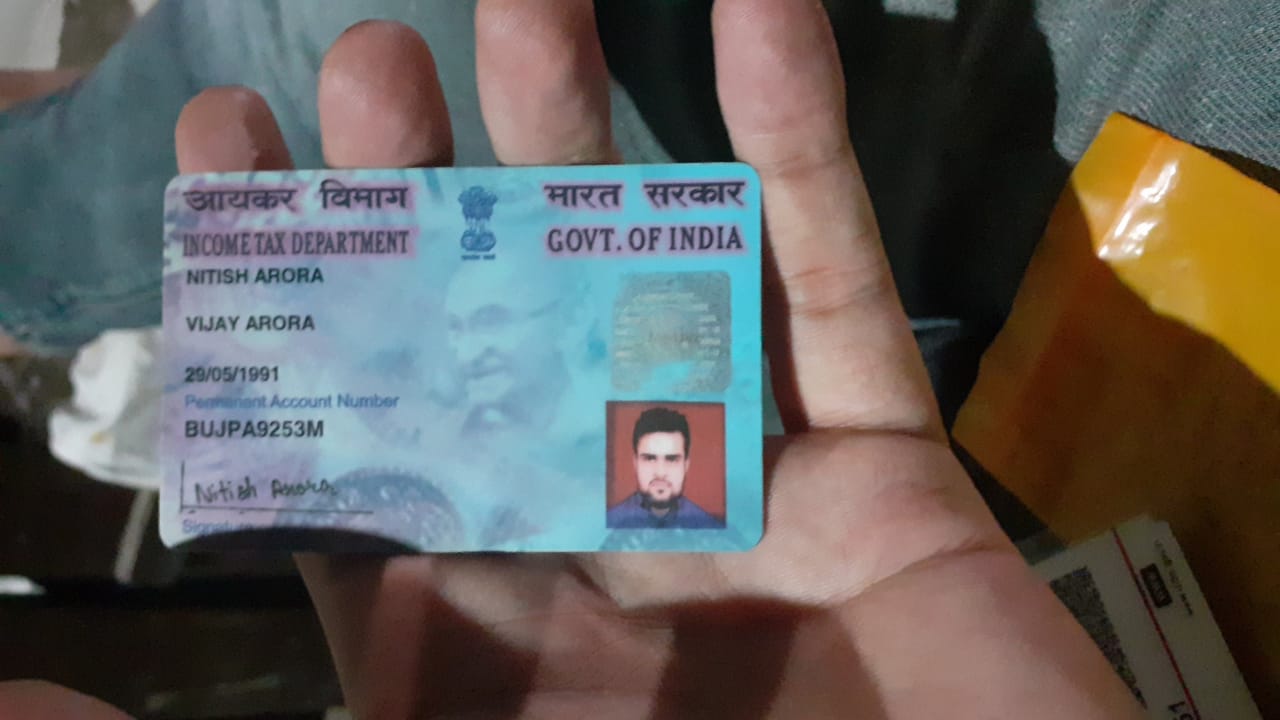 आयकर विभाग
भारत सरकार
INCOME TAX DEPARTMENT
GOVT. OF INDIA
NITISH ARORA
VIJAY ARORA
29/05/1991
Permanent Account Number
BUJPA9253M
Nitish Arora
Signature